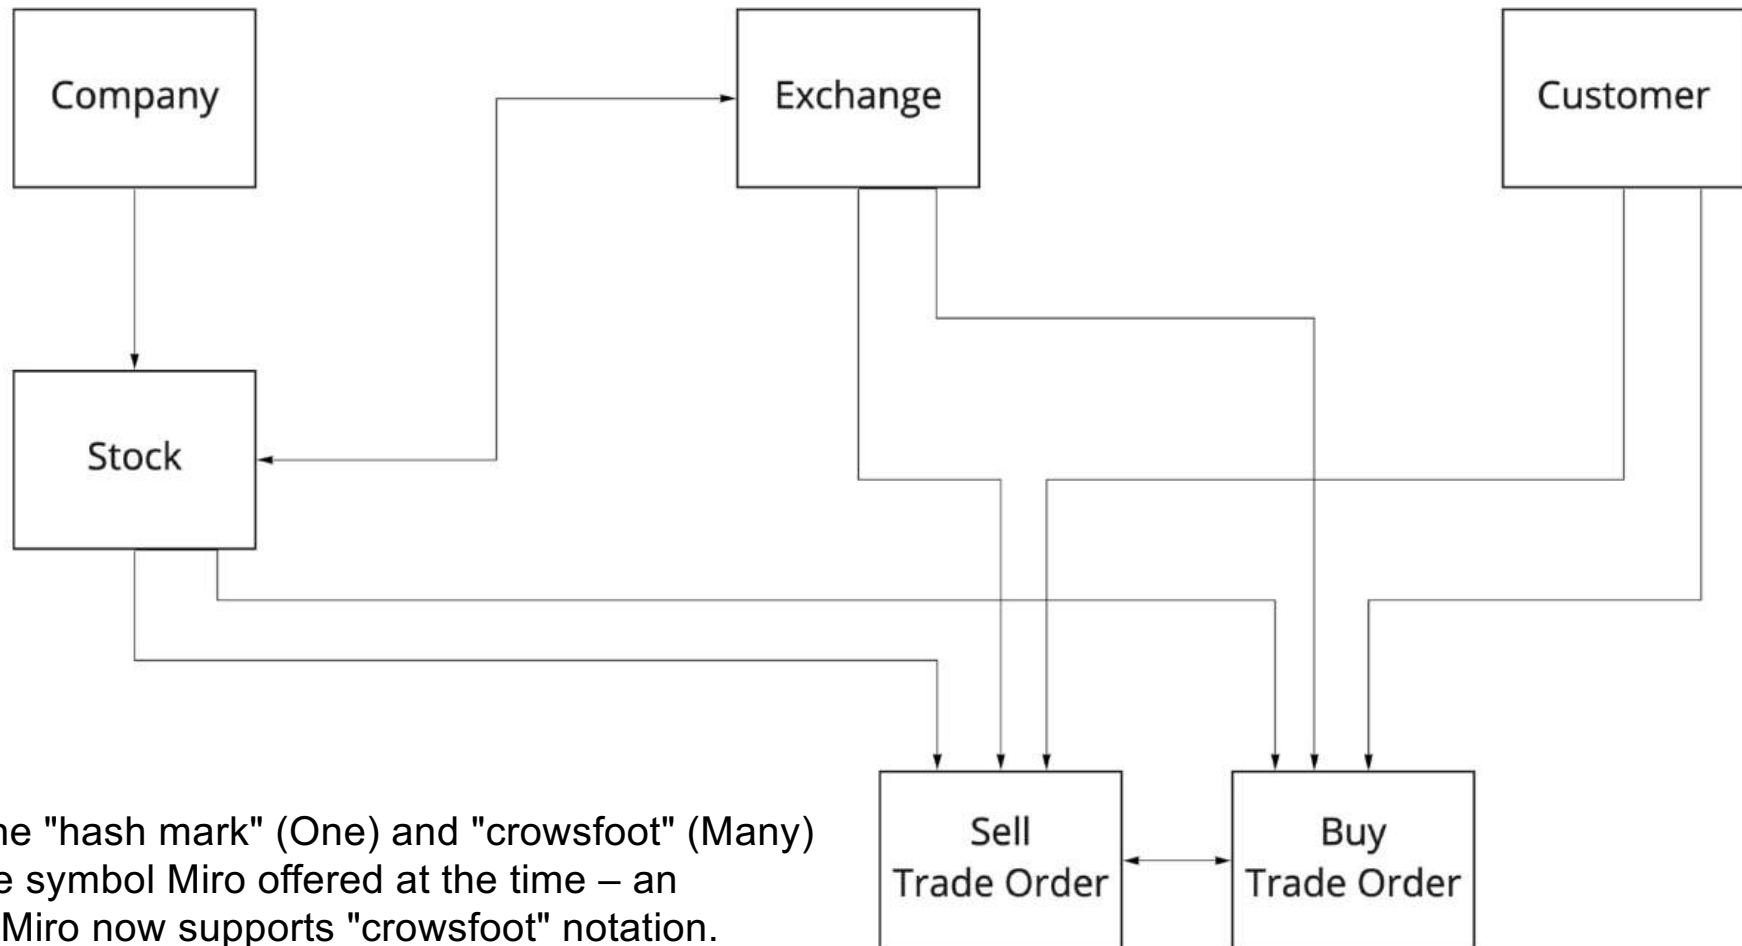 Company
Exchange
Customer
Stock
Sell
Trade Order
Buy
Trade Order
"hash mark" (One) and "crowsfoot" (Many)
symbol Miro offered at the time – an
Miro now supports "crowsfoot" notation.